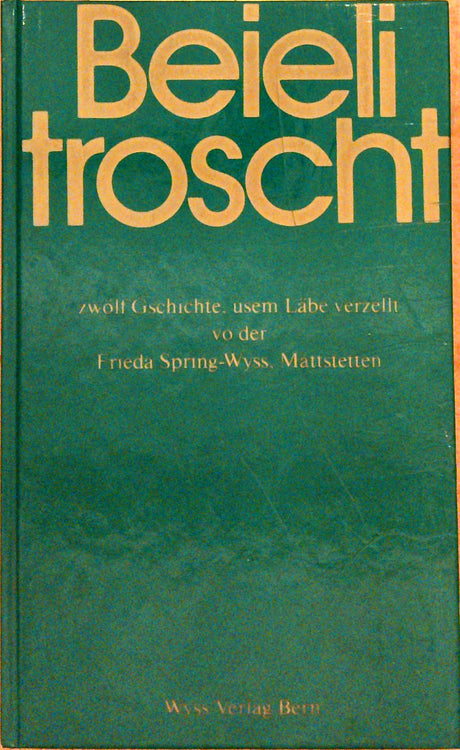 Beieli
troscht
zwölf Gschichte, usem Läbe verzellt
vo der
Frieda Spring-Wyss, Mattstetten
Wyss Verlag Bern